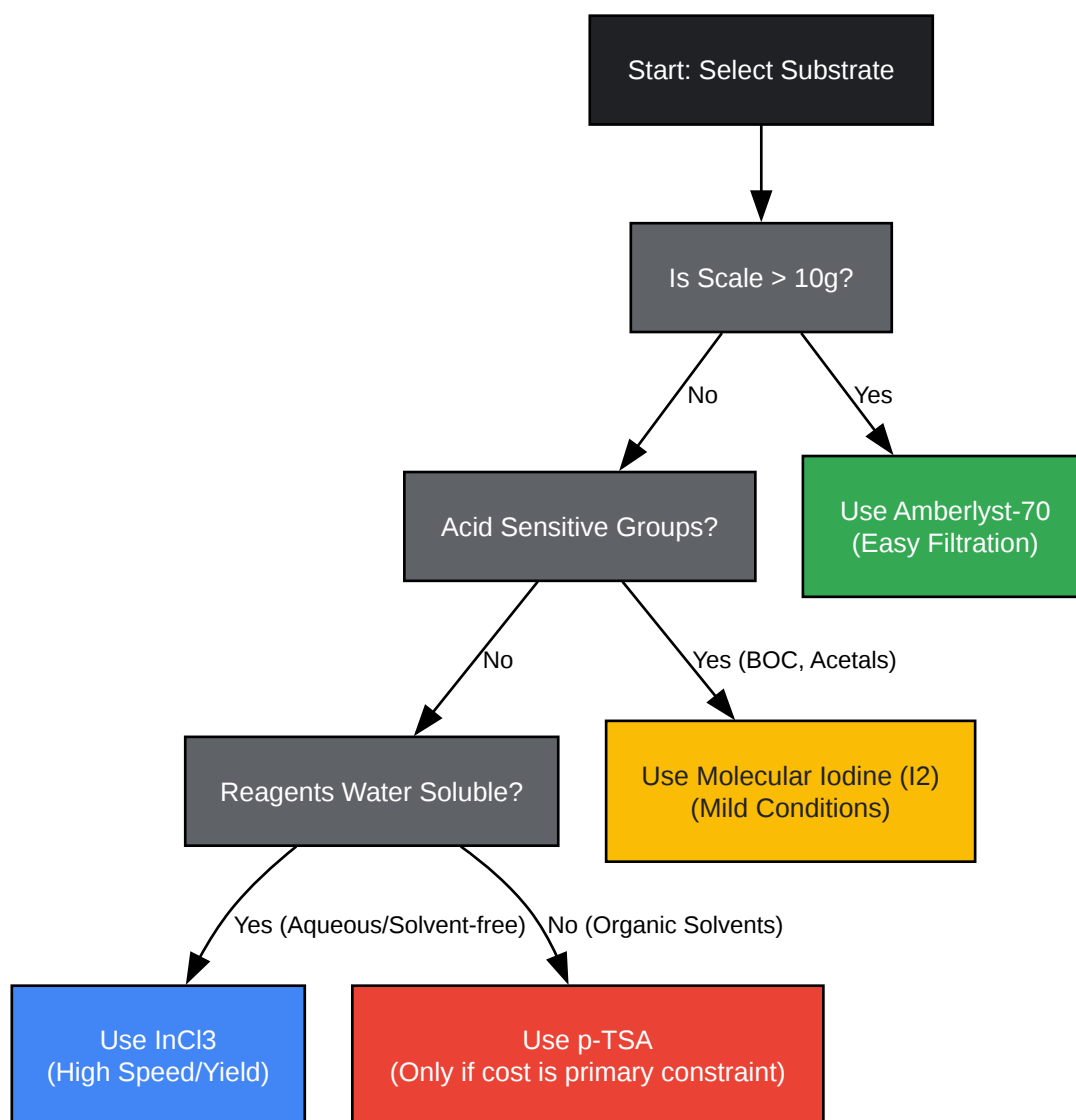 Start: Select Substrate
Is Scale > 10g?
No
Yes
Use Amberlyst-70
(Easy Filtration)
Acid Sensitive Groups?
No
Yes (BOC, Acetals)
Use Molecular Iodine (I2)
(Mild Conditions)
Reagents Water Soluble?
Yes (Aqueous/Solvent-free)
No (Organic Solvents)
Use InCl3
(High Speed/Yield)
Use p-TSA
(Only if cost is primary constraint)